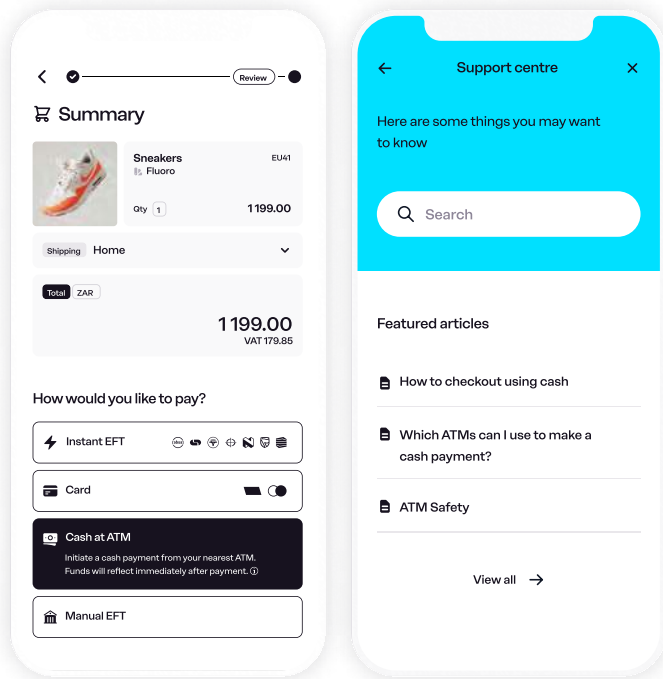 Review
Summary
Sneakers
EU41
Fluoro
Qty 1
1 199.00
Shipping Home
Total ZAR
1 199.00
VAT 179.85
How would you like to pay?
Instant EFT
Card
Cash at ATM
Initiate a cash payment from your nearest ATM.
Funds will reflect immediately after payment.
Manual EFT
Support centre
Here are some things you may want
to know
Search
Featured articles
How to checkout using cash
Which ATMs can I use to make a
cash payment?
ATM Safety
View all